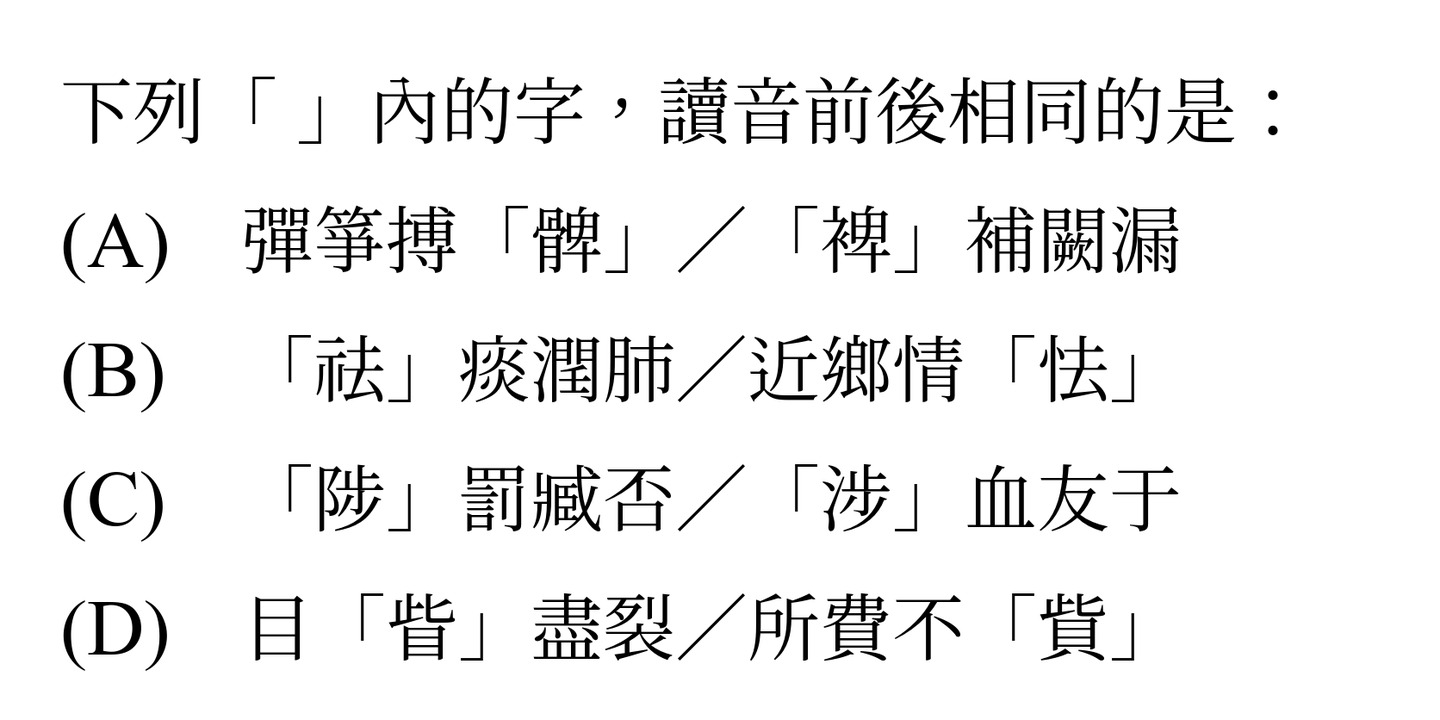 下列「 」內的字，讀音前後相同的是：
(A) 彈箏搏「髀」／「裨」補闕漏
(B) 「祛」痰潤肺／近鄉情「怯」
(C) 「陟」罰臧否／「涉」血友于
(D) 目「眥」盡裂／所費不「貲」